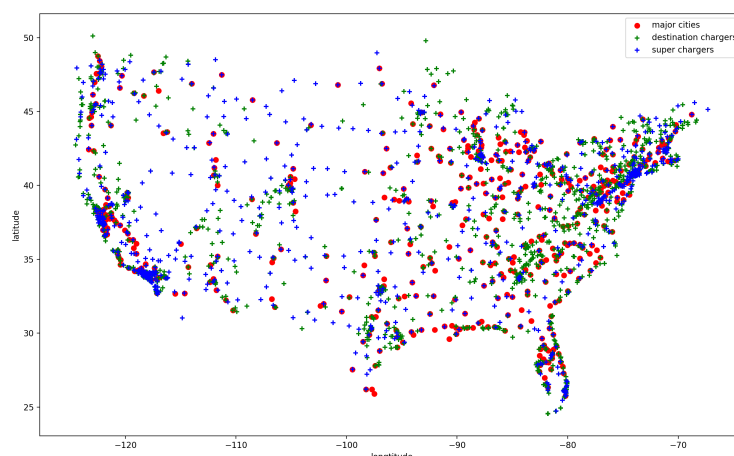 major cities
destination chargers
super chargers
latitude
50
45
40
35
30
25
−120
−110
−100
−90
−80
−70
longtitude